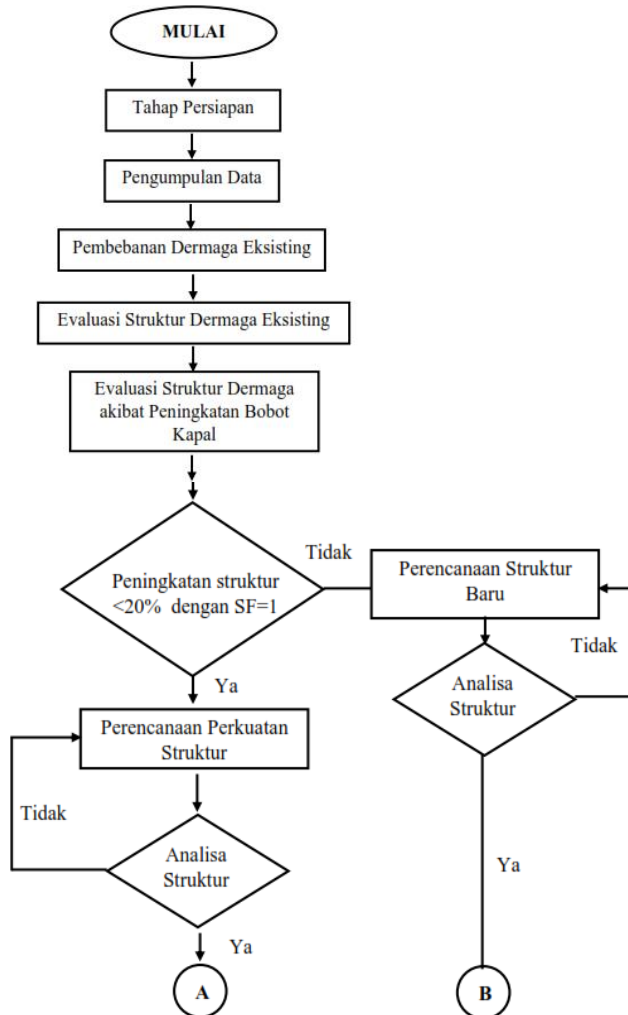 MULAI
Tahap Persiapan
Pengumpulan Data
Pembebanan Dermaga Eksisting
Evaluasi Struktur Dermaga Eksisting
Evaluasi Struktur Dermaga
akibat Peningkatan Bobot
Kapal
Peningkatan struktur
<20% dengan SF=1
Tidak
Perencanaan Struktur
Baru
Analisa
Struktur
Tidak
Ya
Ya
Perencanaan Perkuatan
Struktur
Tidak
Analisa
Struktur
Ya
A
B